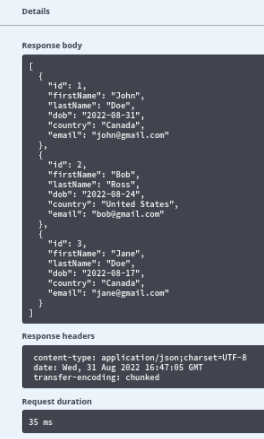 Details
Response body
[
  {
    "id": 1,
    "firstName": "John",
    "lastName": "Doe",
    "dob": "2022-08-31",
    "country": "Canada",
    "email": "john@gmail.com"
  },
  {
    "id": 2,
    "firstName": "Bob",
    "lastName": "Ross",
    "dob": "2022-08-24",
    "country": "United States",
    "email": "bob@gmail.com"
  },
  {
    "id": 3,
    "firstName": "Jane",
    "lastName": "Doe",
    "dob": "2022-08-17",
    "country": "Canada",
    "email": "jane@gmail.com"
  }
]
Response headers
content-type: application/json;charset=UTF-8
date: Wed, 31 Aug 2022 16:47:05 GMT
transfer-encoding: chunked
Request duration
35 ms